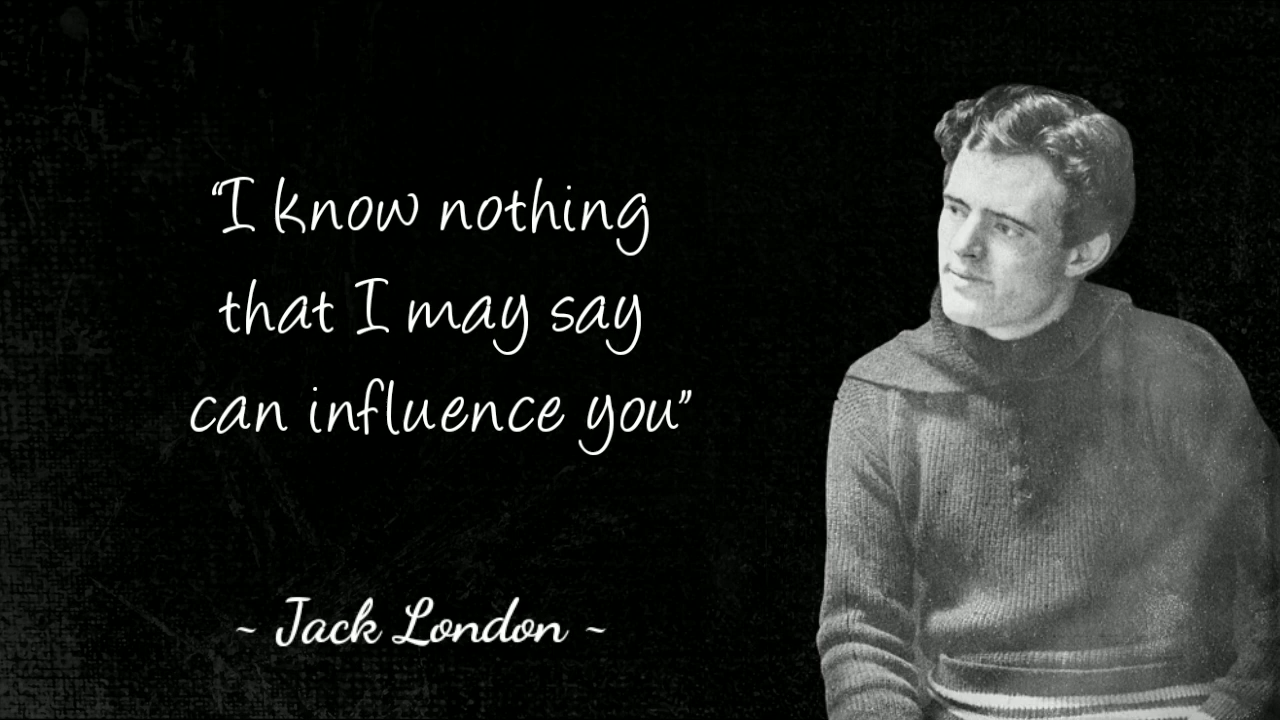 “I know nothing
that I may say
can influence you”
~ Jack London ~